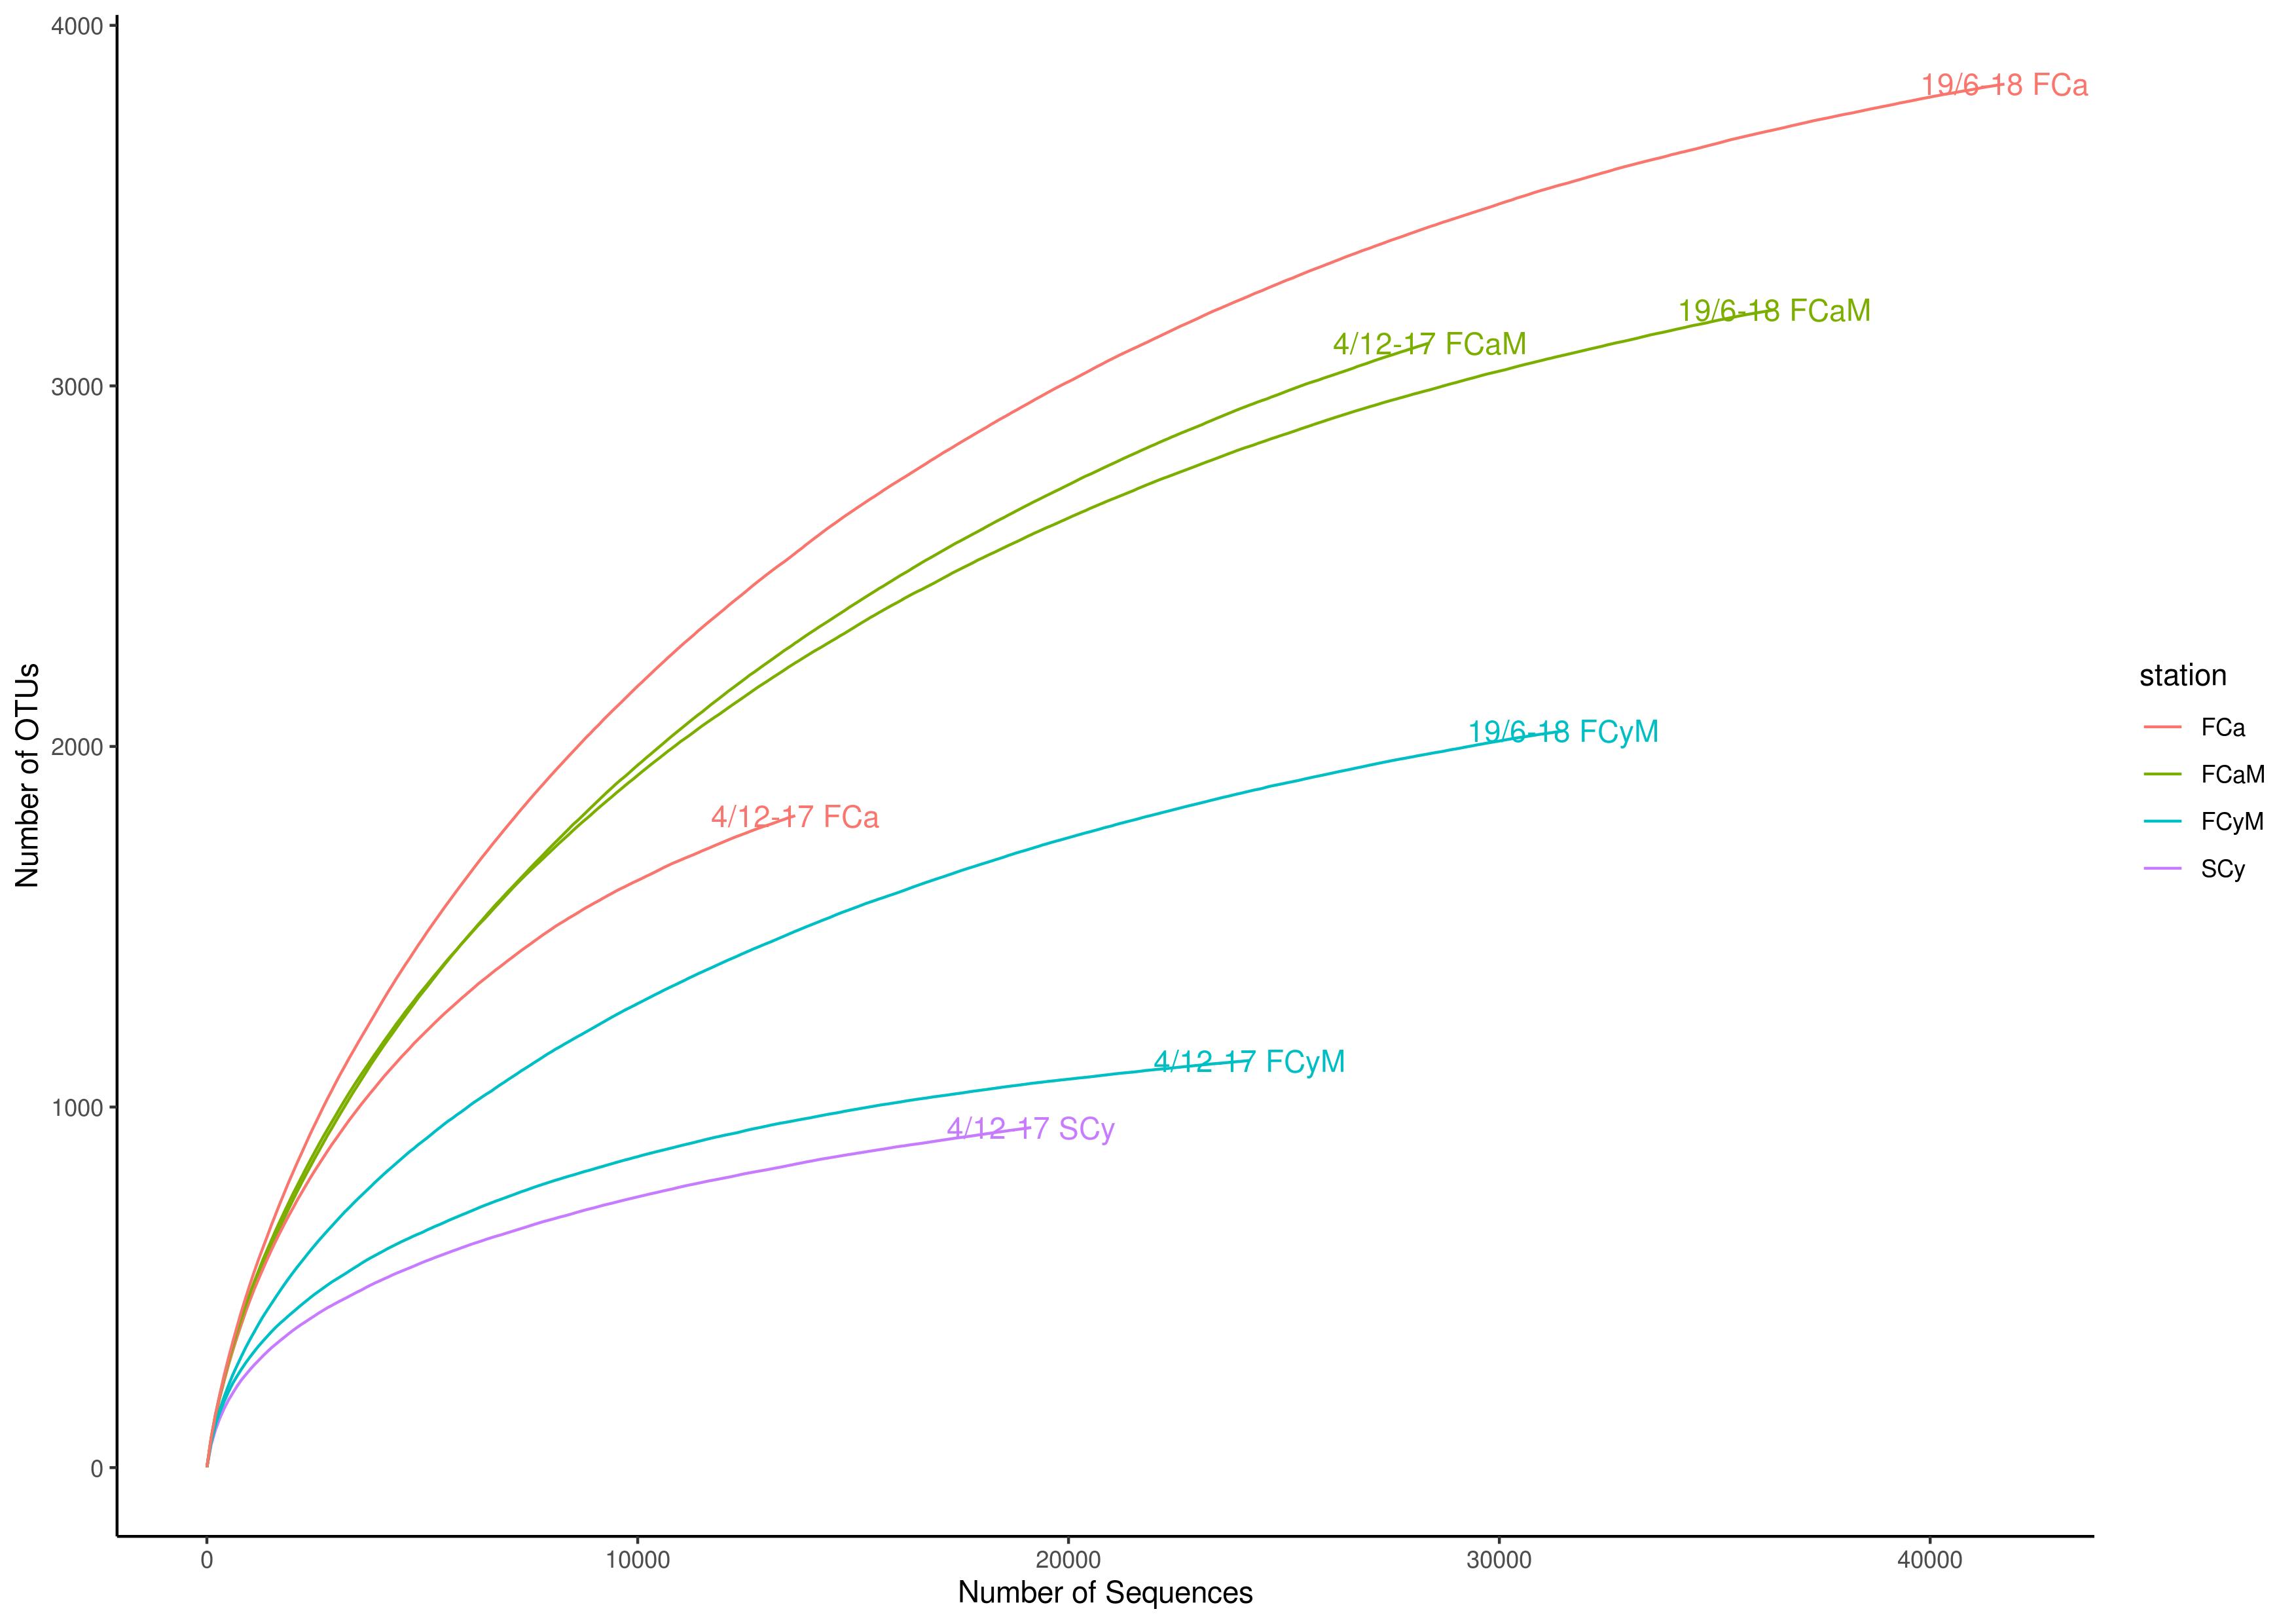 4000
19/6-18 FCa
19/6-18 FCaM
4/12-17 FCaM
3000
19/6-18 FCyM
2000
4/12-17 FCa
4/12-17 FCyM
4/12-17 SCy
1000
0
Number of OTUs
0 10000 20000 30000 40000
Number of Sequences
station
FCa
FCaM
FCyM
SCy